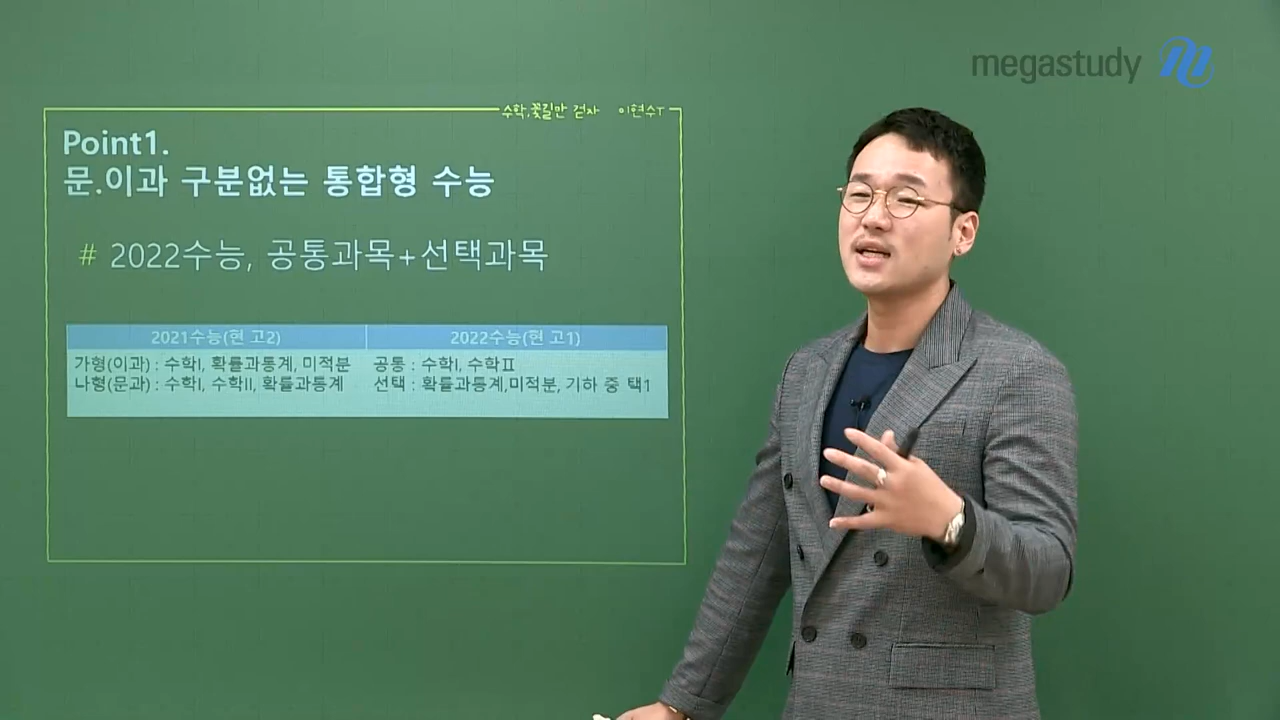 megastudy
수학,꽃길만 걷자 이현수T
Point1.
문.이과 구분없는 통합형 수능
# 2022수능, 공통과목+선택과목
2021수능(현 고2) 2022수능(현 고1)
가형(이과) : 수학I, 확률과통계, 미적분 공통 : 수학I, 수학Ⅱ
나형(문과) : 수학I, 수학II, 확률과통계 선택 : 확률과통계,미적분, 기하 중 택1